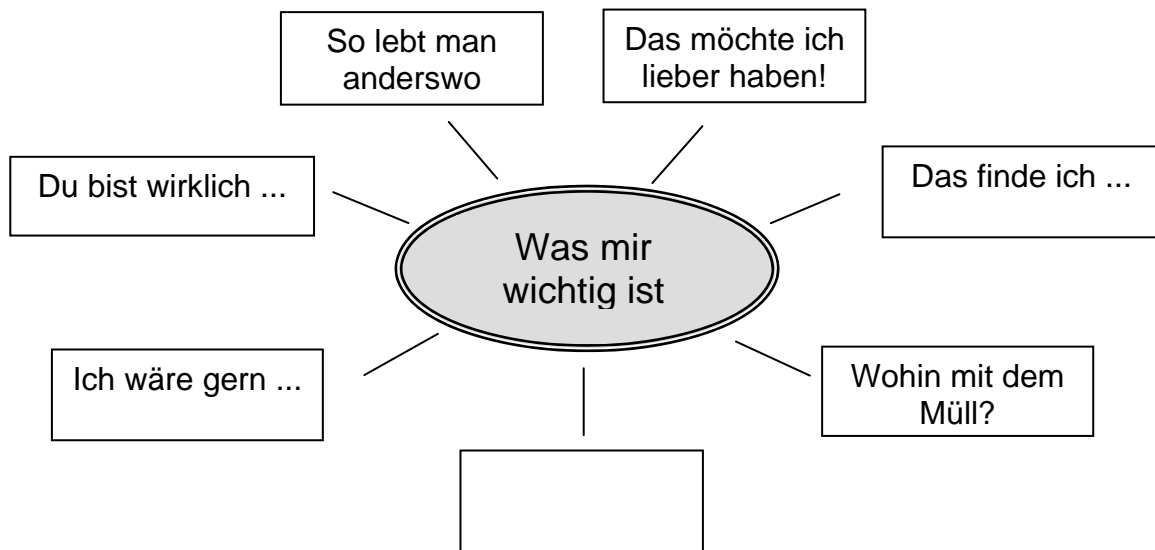 So lebt man
anderswo
Das möchte ich
lieber haben!
Du bist wirklich ...
Das finde ich ...
Was mir
wichtig ist
Ich wäre gern ...
Wohin mit dem
Müll?